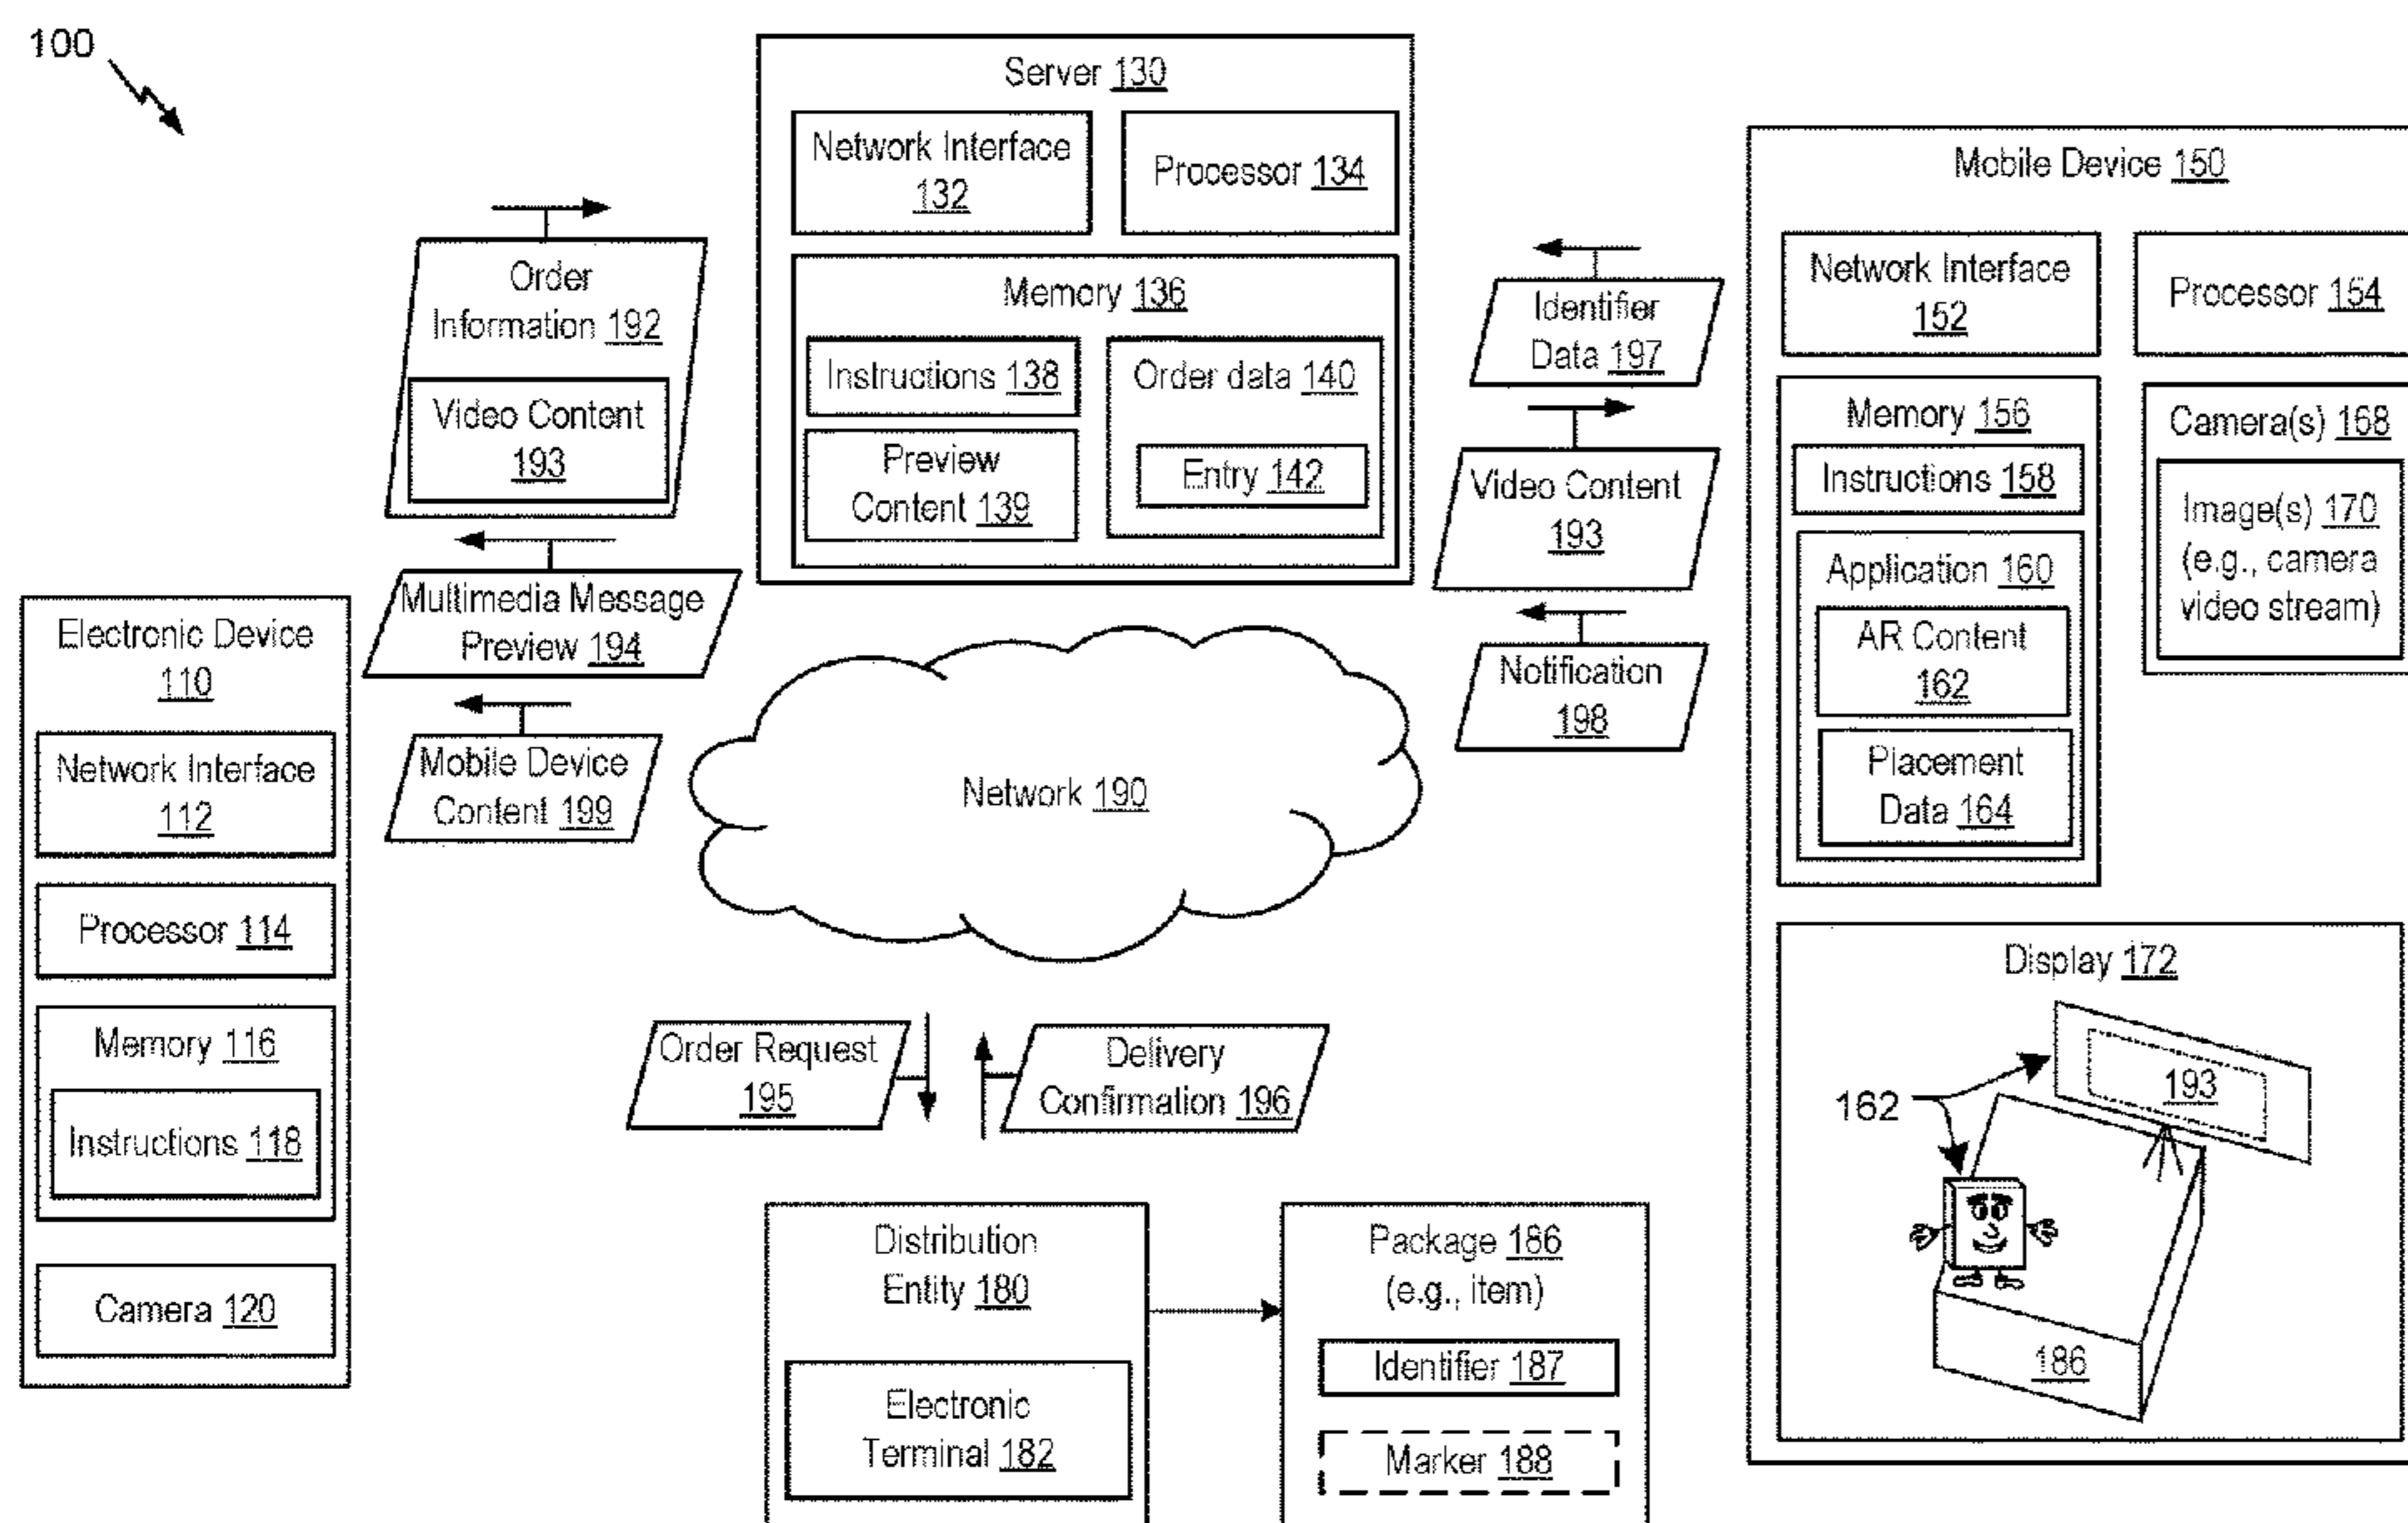 100
Server 130
Network Interface
132
Processor 134
Memory 136
Instructions 138
Preview
Content 139
Order data 140
Entry 142
Order
Information 192
Video Content
193
Multimedia Message
Preview 194
Mobile Device
Content 199
Electronic Device
110
Network Interface
112
Processor 114
Memory 116
Instructions 118
Camera 120
Identifier
Data 197
Video Content
193
Notification
198
Network 190
Order Request
195
Delivery
Confirmation 196
Distribution
Entity 180
Electronic
Terminal 182
Package 186
(e.g., item)
Identifier 187
Marker 188
Mobile Device 150
Network Interface
152
Processor 154
Memory 156
Instructions 158
Application 160
AR Content
162
Placement
Data 164
Camera(s) 168
Image(s) 170
(e.g., camera
video stream)
Display 172
193
162
186